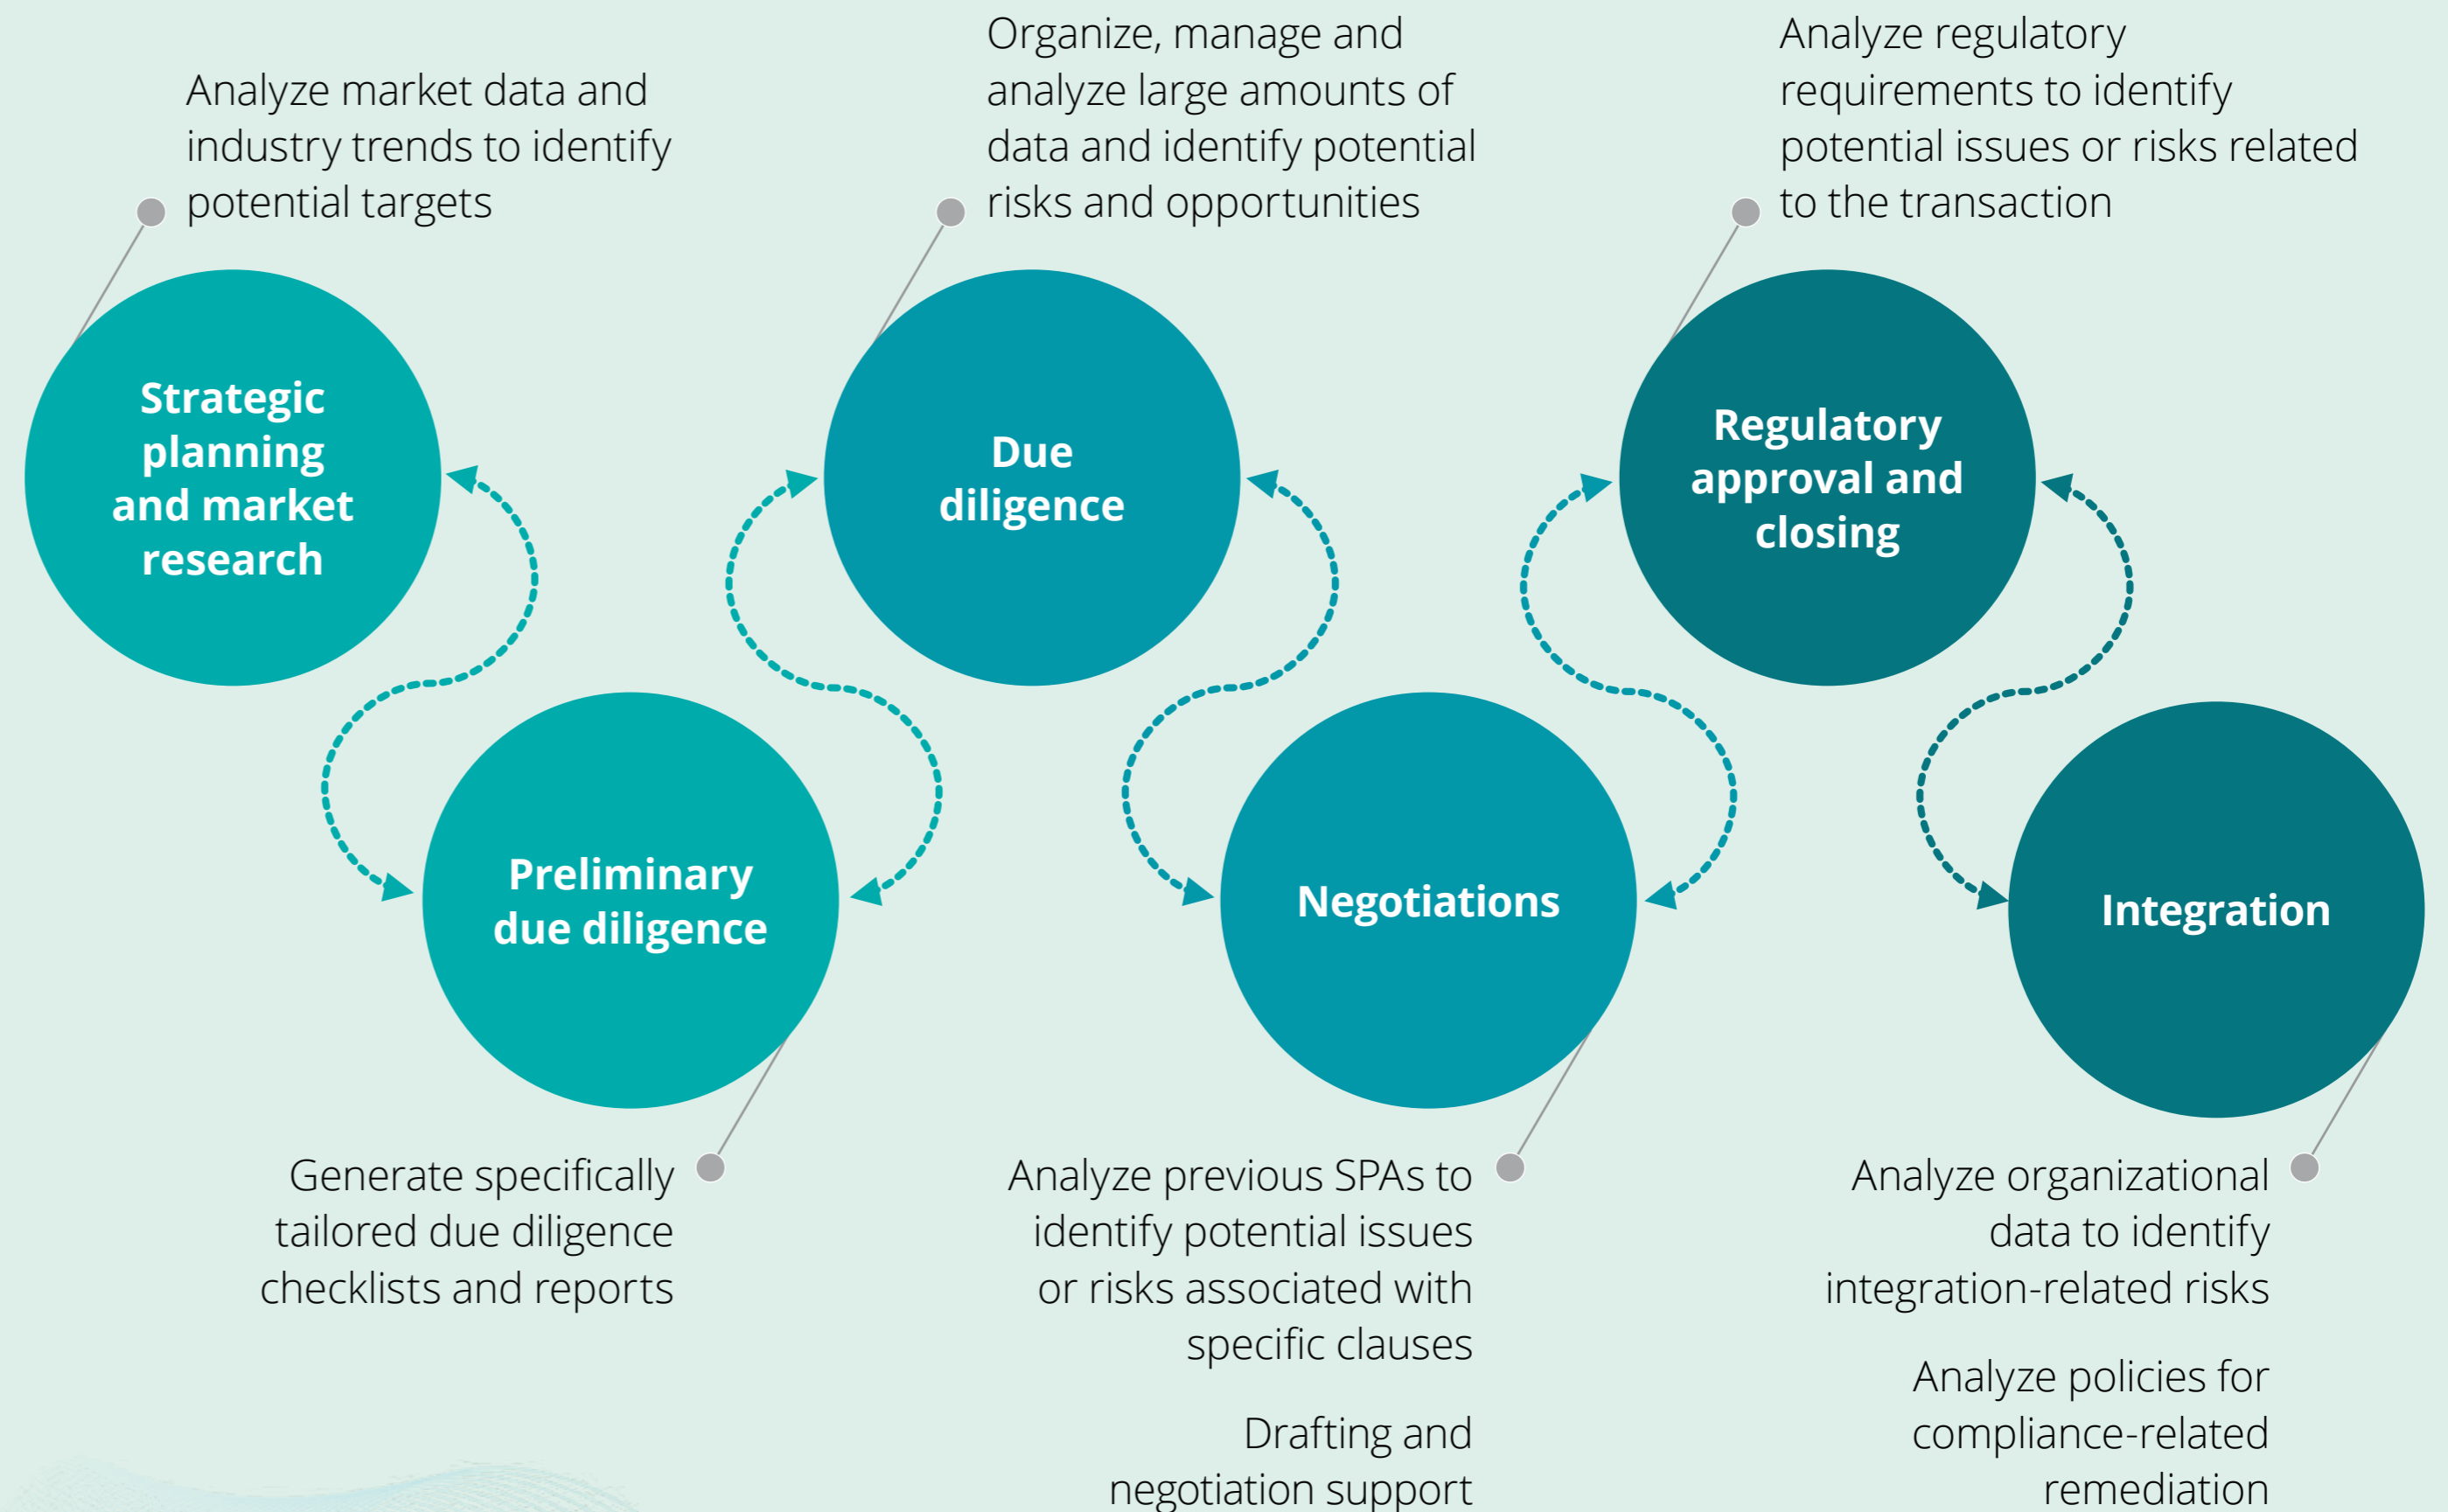 Analyze market data and
industry trends to identify
potential targets
Strategic
planning
and market
research
Preliminary
due diligence
Generate specifically
tailored due diligence
checklists and reports
Organize, manage and
analyze large amounts of
data and identify potential
risks and opportunities
Due
diligence
Negotiations
Analyze previous SPAs to
identify potential issues
or risks associated with
specific clauses
Drafting and
negotiation support
Analyze regulatory
requirements to identify
potential issues or risks related
to the transaction
Regulatory
approval and
closing
Integration
Analyze organizational
data to identify
integration-related risks
Analyze policies for
compliance-related
remediation